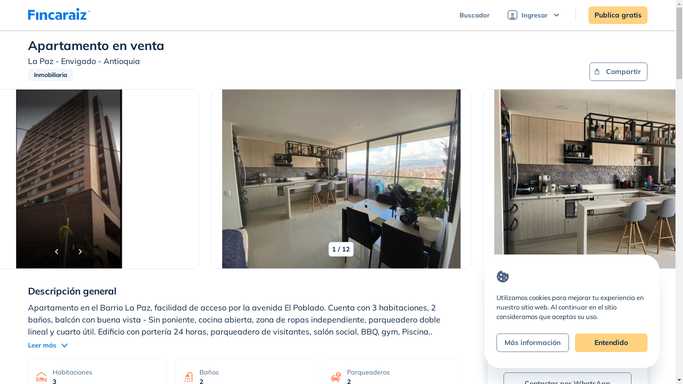 Fincaraiz
Buscador
Ingresar
Publica gratis
Apartamento en venta
La Paz - Envigado - Antioquia
Inmobiliaria
Compartir
1 / 12
Descripción general
Apartamento en el Barrio La Paz, facilidad de acceso por la avenida El Poblado. Cuenta con 3 habitaciones, 2
baños, balcón con buena vista - Sin poniente, cocina abierta, zona de ropas independiente, parqueadero doble
lineal y cuarto útil. Edificio con portería 24 horas, parqueadero de visitantes, salón social, BBQ, gym, Piscina..
Leer más
Habitaciones
3
Baños
2
Parqueaderos
2
Utilizamos cookies para mejorar tu experiencia en
nuestro sitio web. Al continuar en el sitio
consideramos que aceptas su uso.
Más información
Entendido
Contactar por WhatsApp